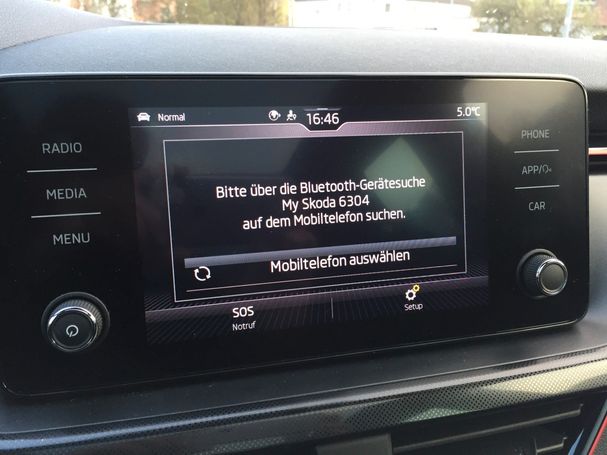 Normal
16:46
5.0°C
RADIO
MEDIA
MENU
PHONE
APP/
CAR
Bitte über die Bluetooth-Gerätesuche
My Skoda 6304
auf dem Mobiltelefon suchen.
Mobiltelefon auswählen
SOS
Notruf
Setup